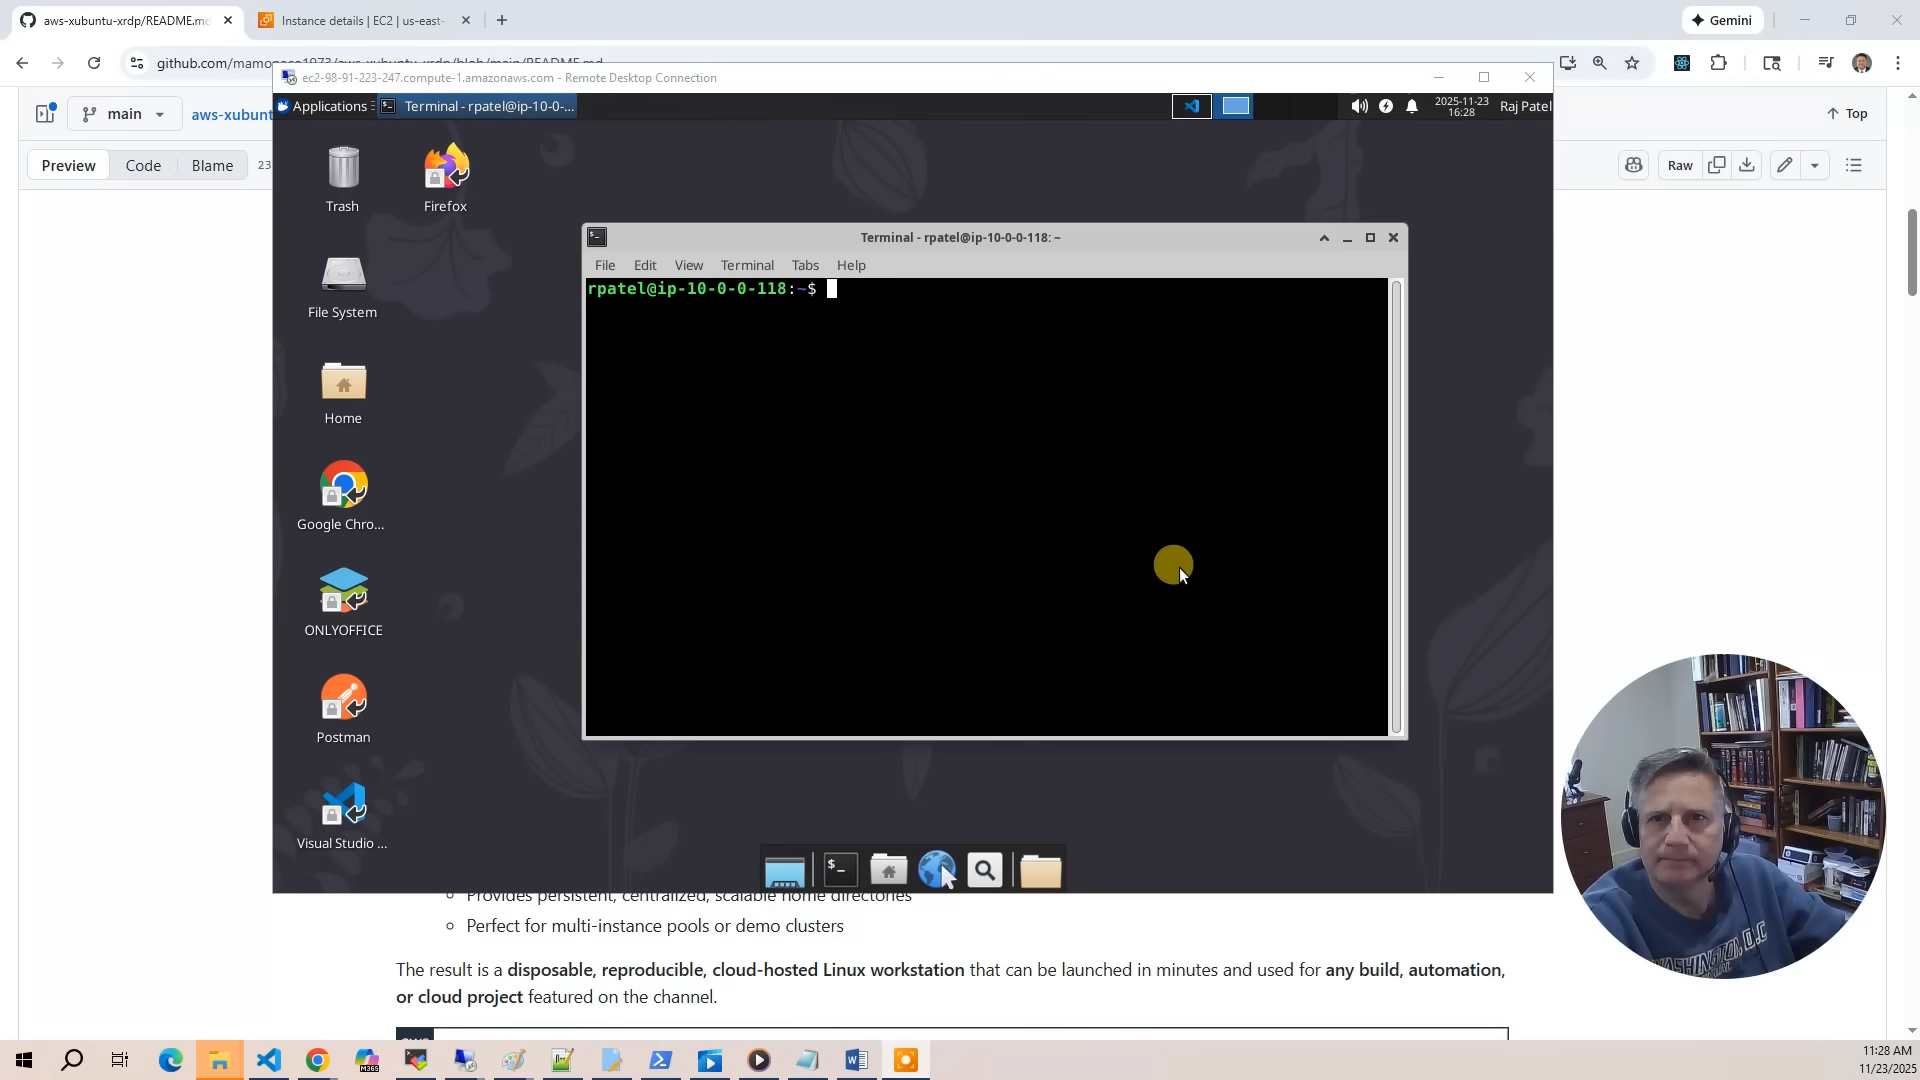 aws-xubuntu-xrdp/README.md
Instance details | EC2 | us-east-
Gemini
ec2-98-91-223-247.compute-1.amazonaws.com - Remote Desktop Connection
main
aws-xubunt
Top
Preview
Code
Blame
23
Raw
Applications
Terminal - rpatel@ip-10-0-...
2025-11-23
16:28
Raj Patel
Trash
Firefox
File System
Home
Google Chro...
ONLYOFFICE
Postman
Visual Studio ...
Terminal - rpatel@ip-10-0-0-118: ~
File Edit View Terminal Tabs Help
rpatel@ip-10-0-0-118:~$
Provides persistent, centralized, scalable home directories
Perfect for multi-instance pools or demo clusters
The result is a disposable, reproducible, cloud-hosted Linux workstation that can be launched in minutes and used for any build, automation,
or cloud project featured on the channel.
WASHINGTON, D.C.
M365
11:28 AM
11/23/2025